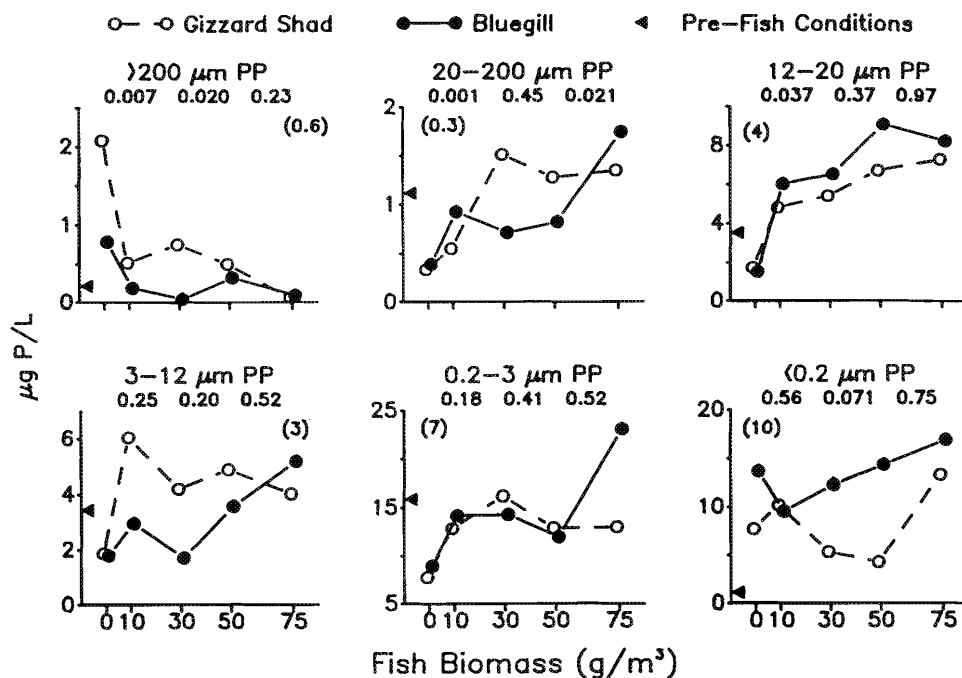 Gizzard Shad Bluegill Pre-Fish Conditions
>200 μm PP
0.007 0.020 0.23
(0.6)
2
1
0
20-200 μm PP
0.001 0.45 0.021
(0.3)
2
1
0
12-20 μm PP
0.037 0.37 0.97
(4)
8
4
0
μg P/L
3-12 μm PP
0.25 0.20 0.52
(3)
6
4
2
0
0 10 30 50 75
0.2-3 μm PP
0.18 0.41 0.52
(7)
25
15
5
0 10 30 50 75
<0.2 μm PP
0.56 0.071 0.75
(10)
20
10
0
0 10 30 50 75
Fish Biomass (g/m³)